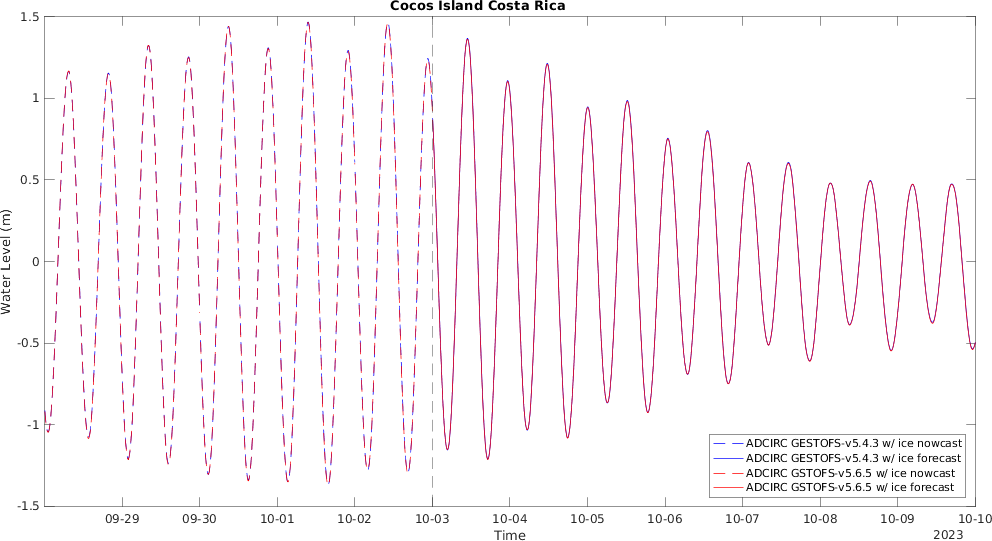 Cocos Island Costa Rica
Water Level (m)
1.5
1
0.5
0
-0.5
-1
-1.5
09-29 09-30 10-01 10-02 10-03 10-04 10-05 10-06 10-07 10-08 10-09 10-10
Time
2023
ADCIRC GESTOFS-v5.4.3 w/ ice nowcast
ADCIRC GESTOFS-v5.4.3 w/ ice forecast
ADCIRC GSTOFS-v5.6.5 w/ ice nowcast
ADCIRC GSTOFS-v5.6.5 w/ ice forecast